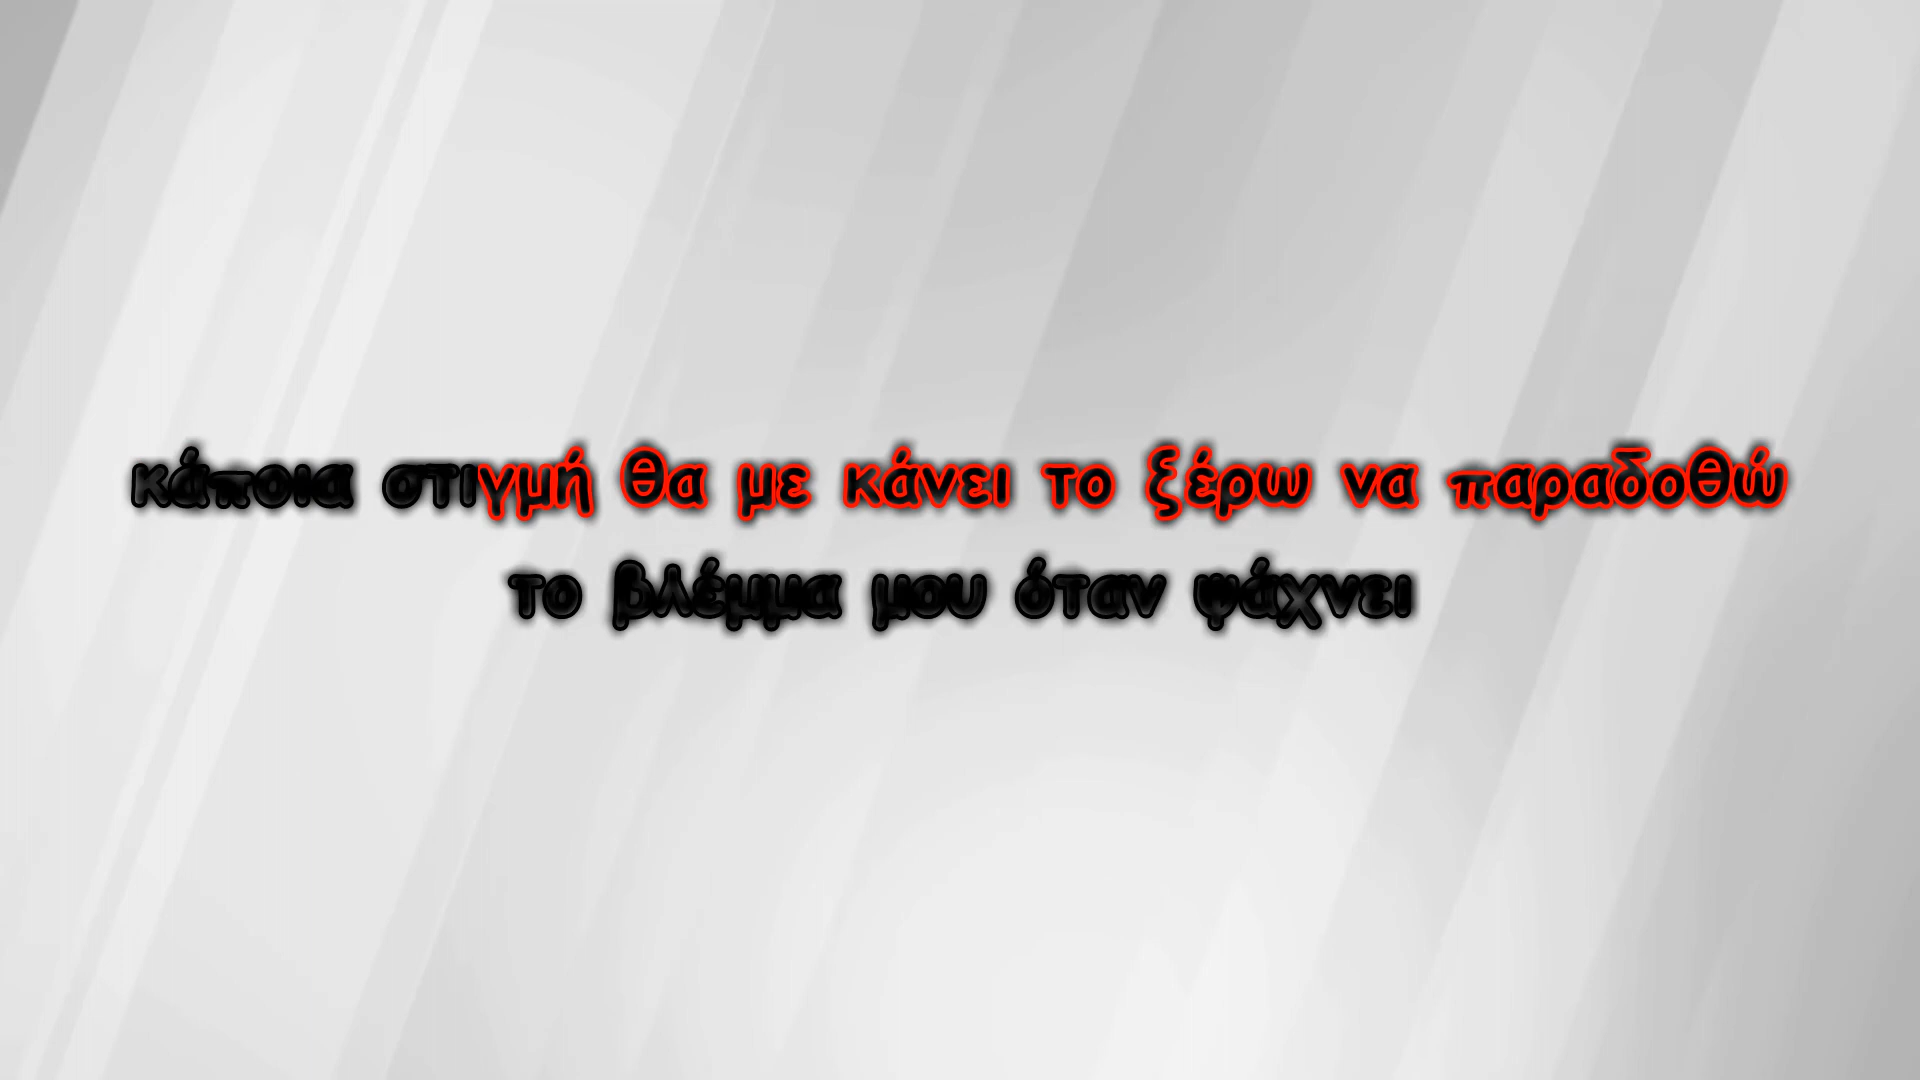 κάποια στιγμή θα με κάνει το ξέρω να παραδοθώ
το βλέμμα μου όταν ψάχνει